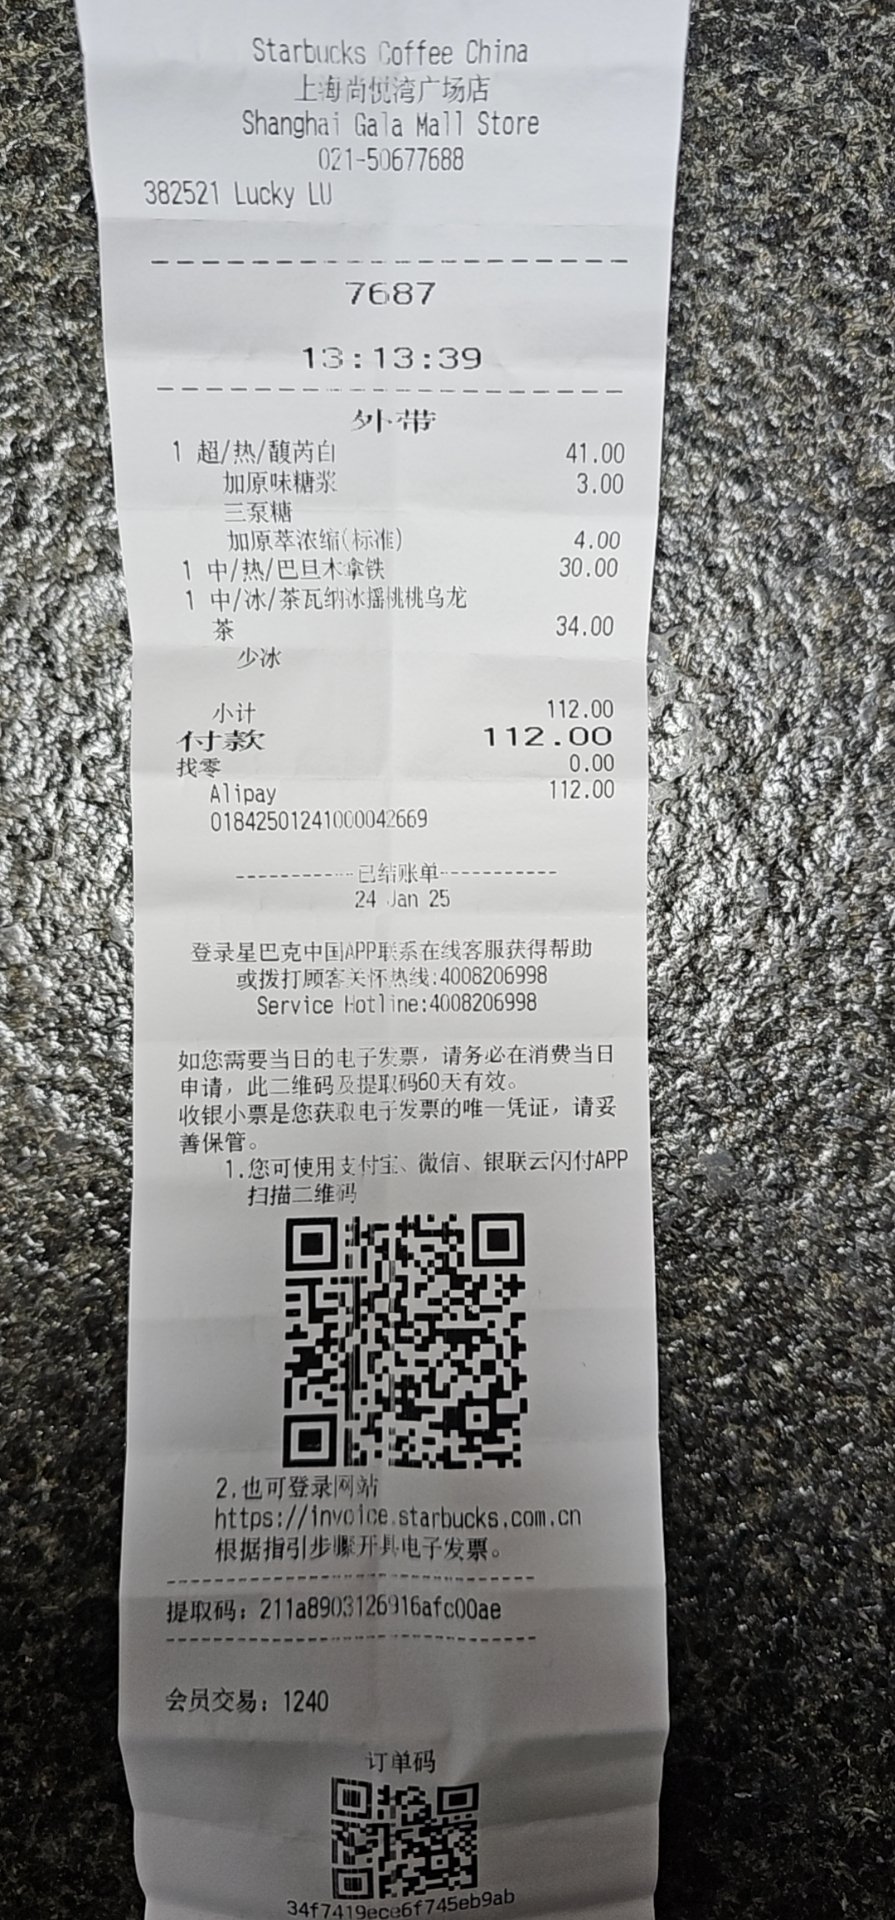 Starbucks Coffee China
上海尚悦湾广场店
Shanghai Gala Mall Store
021-50677688
382521 Lucky LU
7687
13:13:39
外带
1 超/热/馥芮白 41.00
加原味糖浆 3.00
三泵糖
加原萃浓缩(标准) 4.00
1 中/热/巴旦木拿铁 30.00
1 中/冰/茶瓦纳冰摇桃桃乌龙
茶 34.00
少冰
小计 112.00
付款 112.00
找零 0.00
Alipay 112.00
01842501241000042669
-----------已结账单-----------
24 Jan 25
登录星巴克中国APP联系在线客服获得帮助
或拨打顾客关怀热线:4008206998
Service Hotline:4008206998
如您需要当日的电子发票，请务必在消费当日
申请，此二维码及提取码60天有效。
收银小票是您获取电子发票的唯一凭证，请妥
善保管。
1.您可使用支付宝、微信、银联云闪付APP
扫描二维码
2.也可登录网站
https://invoice.starbucks.com.cn
根据指引步骤开具电子发票。
提取码：211a8903126916afc00ae
会员交易：1240
订单码
34f7419ece6f745eb9ab